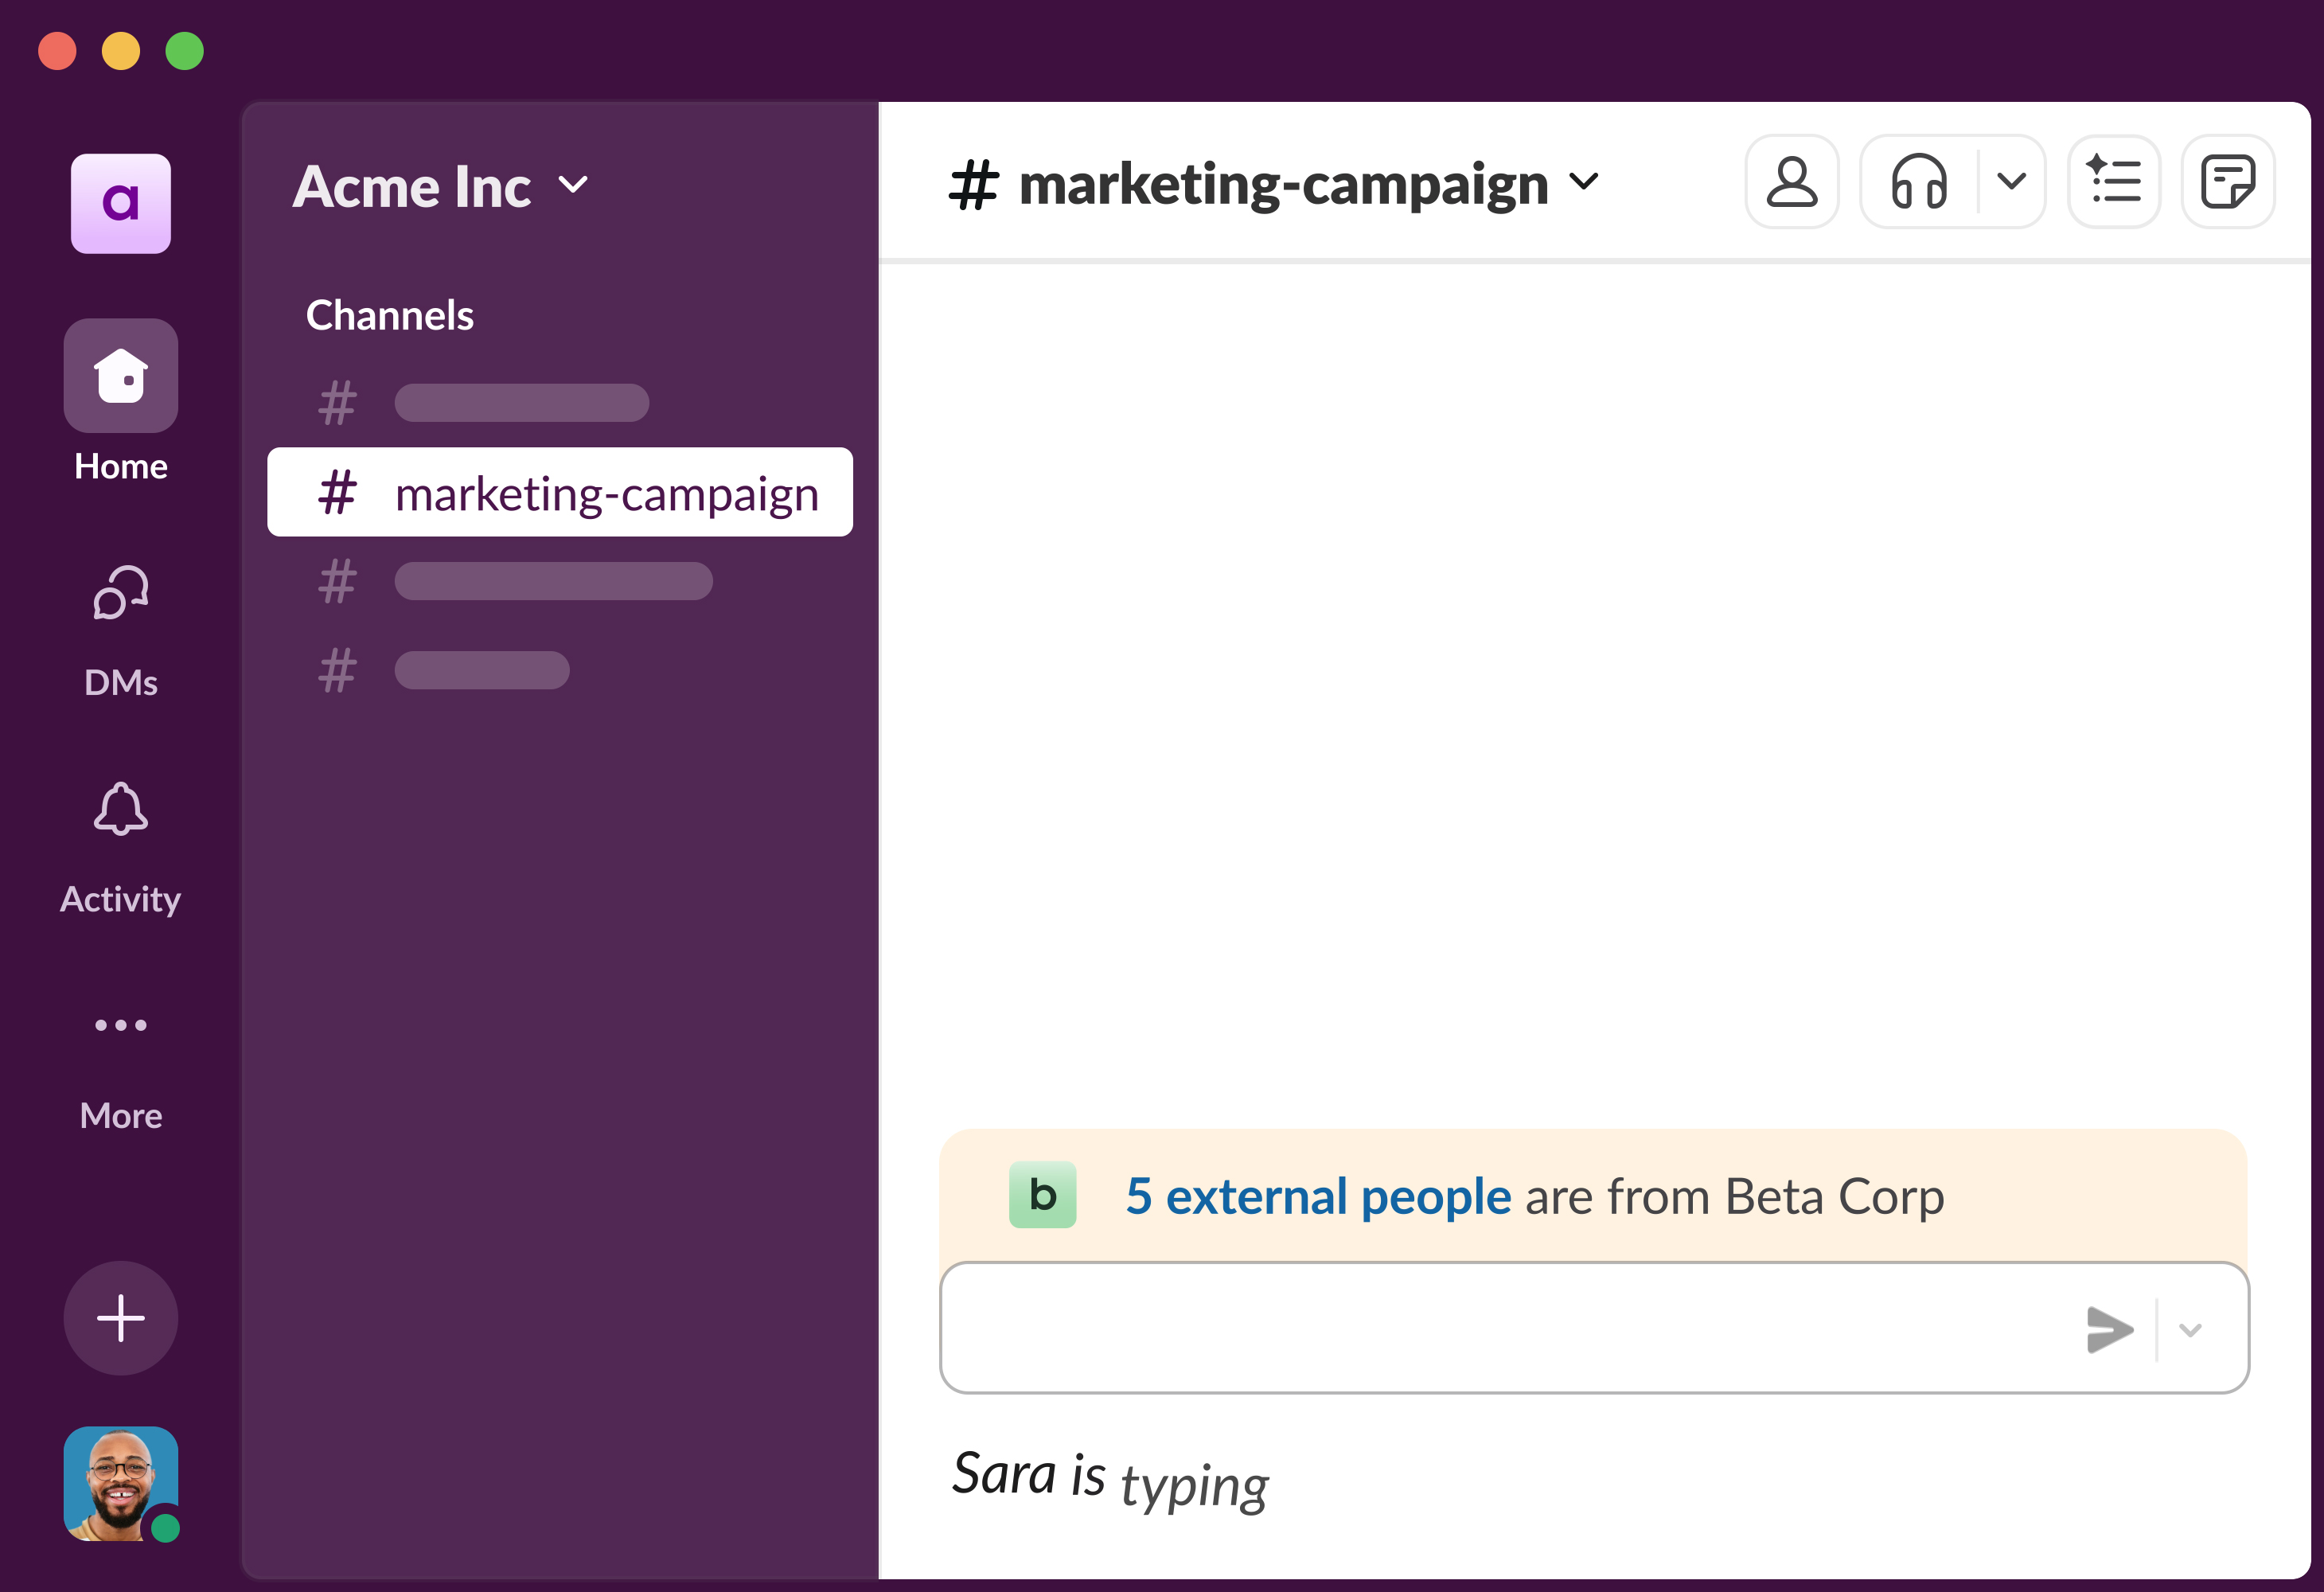 a
Home
DMs
Activity
More
Acme Inc
Channels
# 
# marketing-campaign
#
#
# marketing-campaign
b 5 external people are from Beta Corp
Sara is typing